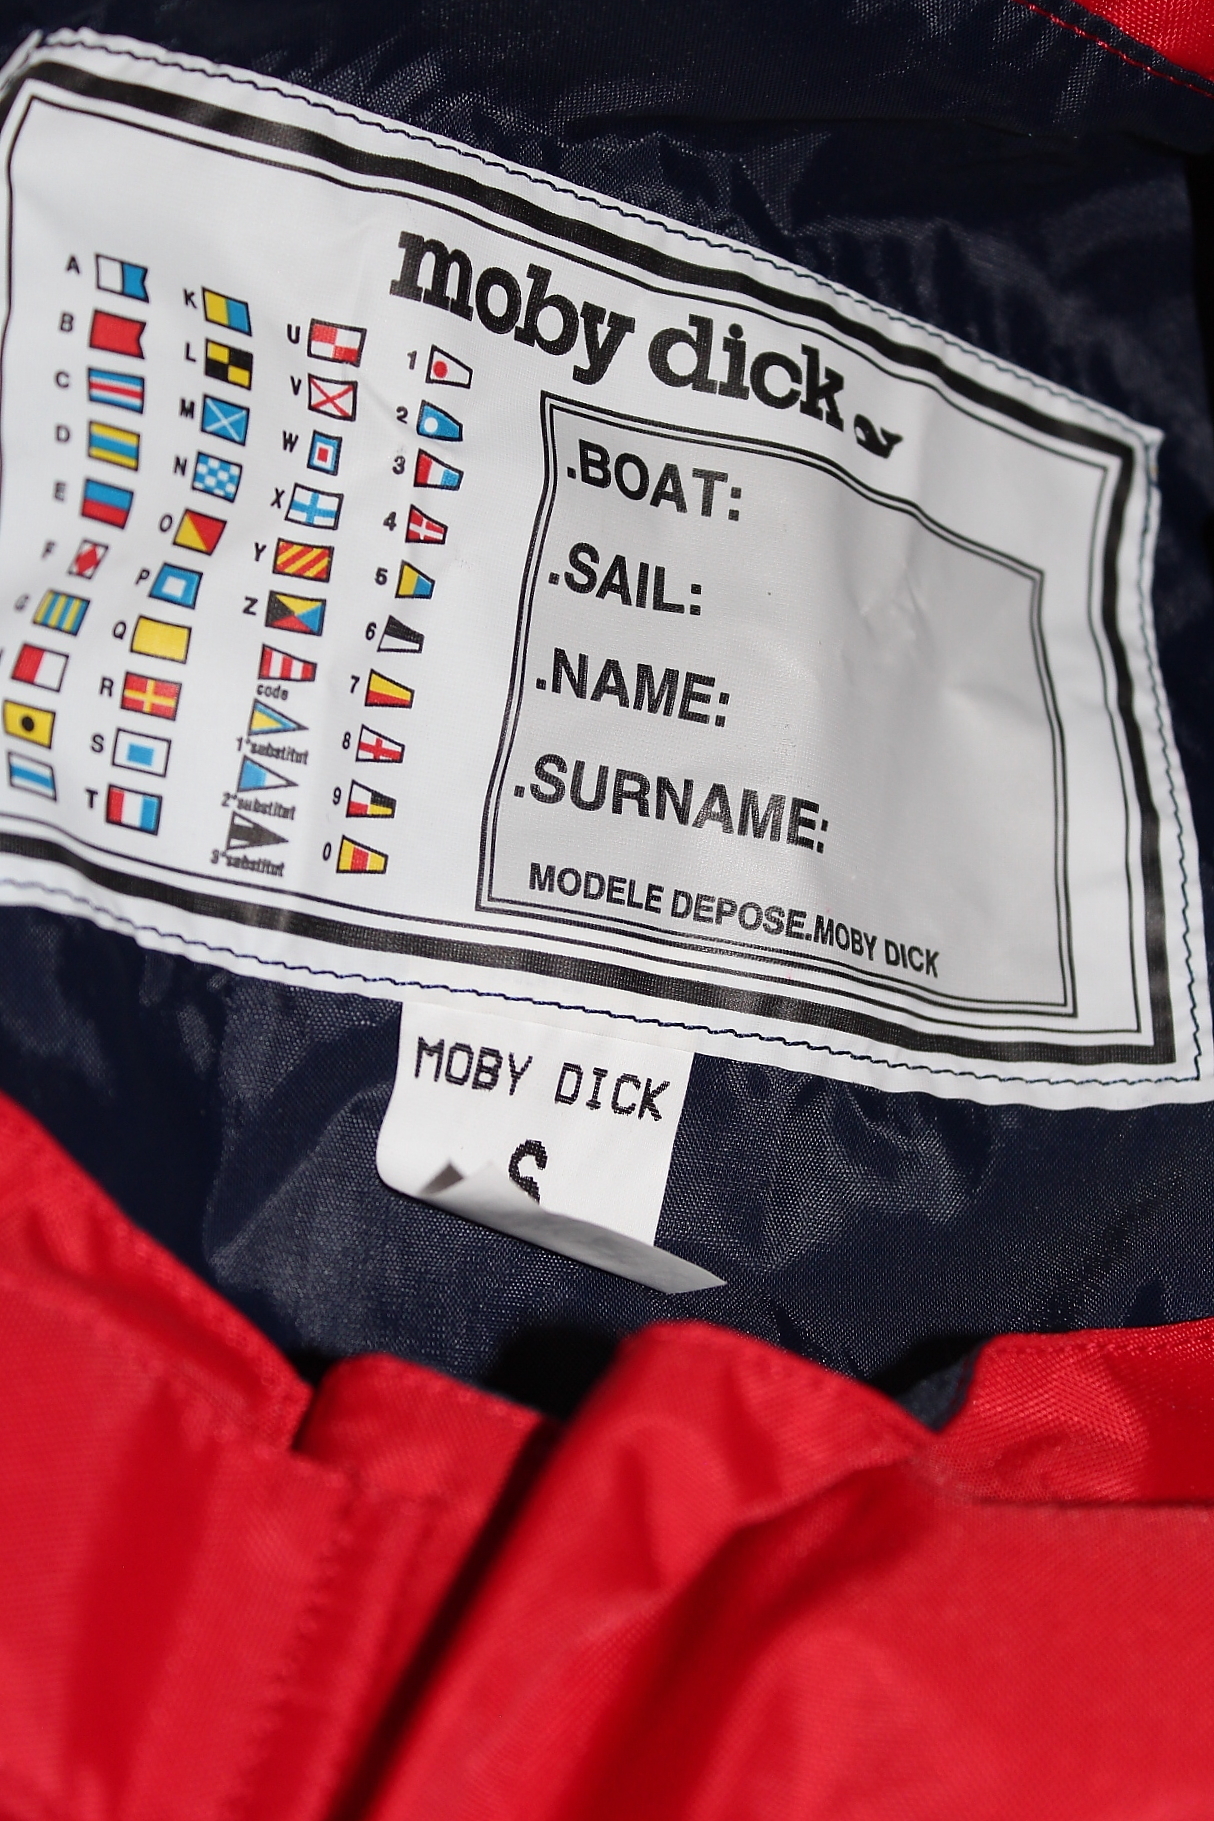 moby dick
A
B
C
D
E
F
G
K
L
M
N
O
P
Q
R
S
T
U
V
W
X
Y
Z
code
1°substitut
2°substitut
3°substitut
1
2
3
4
5
6
7
8
9
0
.BOAT:
.SAIL:
.NAME:
.SURNAME:
MODELE DEPOSE.MOBY DICK
MOBY DICK
S